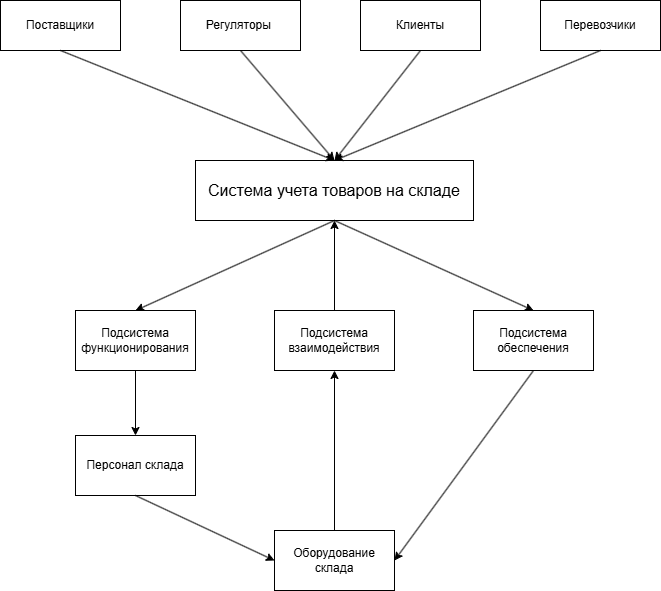 Поставщики
Регуляторы
Клиенты
Перевозчики
Система учета товаров на складе
Подсистема
функционирования
Подсистема
взаимодействия
Подсистема
обеспечения
Персонал склада
Оборудование
склада